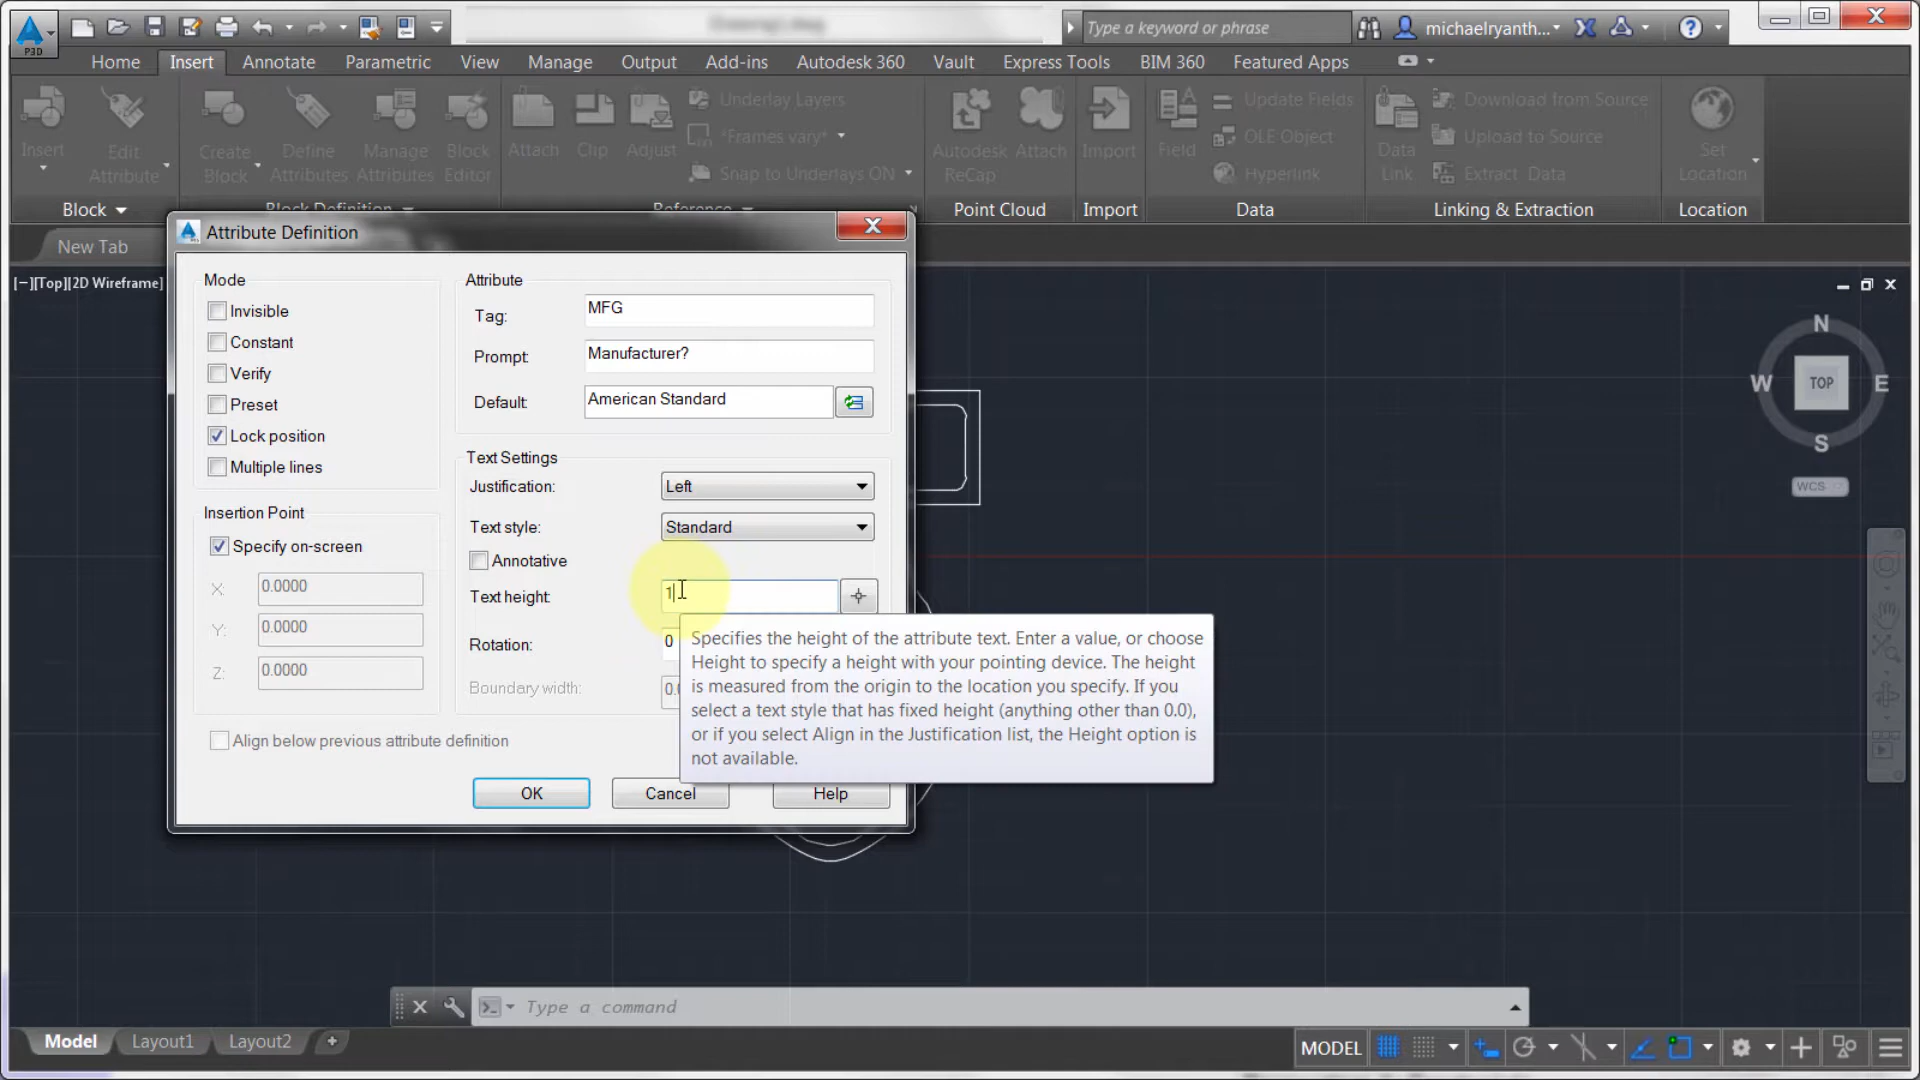 P3D
Type a keyword or phrase
michaelryanth...
Home Insert Annotate Parametric View Manage Output Add-ins Autodesk 360 Vault Express Tools BIM 360 Featured Apps
Insert
Edit Attribute
Create Block
Define Attributes
Manage Attributes
Block Editor
Attach
Clip
Adjust
Underlay Layers
*Frames vary*
Snap to Underlays ON
Autodesk ReCap
Attach
Import
Field
Update Fields
OLE Object
Hyperlink
Data Link
Download from Source
Upload to Source
Extract Data
Set Location
Block
Block Definition
Reference
Point Cloud
Import
Data
Linking & Extraction
Location
New Tab
[−][Top][2D Wireframe]
Attribute Definition
Mode
Invisible
Constant
Verify
Preset
Lock position
Multiple lines
Insertion Point
Specify on-screen
X: 0.0000
Y: 0.0000
Z: 0.0000
Align below previous attribute definition
Attribute
Tag: MFG
Prompt: Manufacturer?
Default: American Standard
Text Settings
Justification: Left
Text style: Standard
Annotative
Text height: 1
Rotation: 0
Boundary width:
Specifies the height of the attribute text. Enter a value, or choose
Height to specify a height with your pointing device. The height
is measured from the origin to the location you specify. If you
select a text style that has fixed height (anything other than 0.0),
or if you select Align in the Justification list, the Height option is
not available.
OK Cancel Help
N
W TOP E
S
WCS
Type a command
Model Layout1 Layout2 +
MODEL